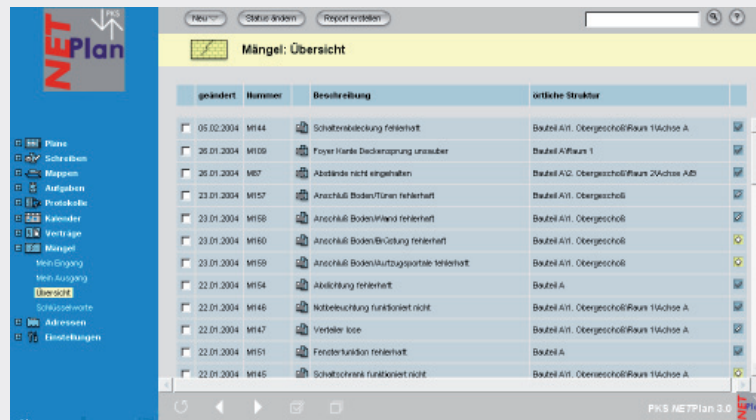 PKS
NETPlan
Neu
Status ändern
Report erstellen
Mängel: Übersicht
geändert Nummer Beschreibung örtliche Struktur
05.02.2004 M144 Schalterabdeckung fehlerhaft Bauteil A\1. Obergeschoß\Raum 1\Achse A
26.01.2004 M109 Foyer Kante Deckensprung unsauber Bauteil A\Raum 1
26.01.2004 M87 Abstände nicht eingehalten Bauteil A\2. Obergeschoß\Raum 2\Achse A/B
23.01.2004 M157 Anschluß Boden/Türen fehlerhaft Bauteil A\1. Obergeschoß
23.01.2004 M158 Anschluß Boden/Wand fehlerhaft Bauteil A\1. Obergeschoß
23.01.2004 M160 Anschluß Boden/Brüstung fehlerhaft Bauteil A\1. Obergeschoß
23.01.2004 M159 Anschluß Boden/Aufzugsportale fehlerhaft Bauteil A\1. Obergeschoß
22.01.2004 M154 Abdichtung fehlerhaft Bauteil A
22.01.2004 M146 Notbeleuchtung funktioniert nicht Bauteil A\1. Obergeschoß\Raum 1\Achse A
22.01.2004 M147 Verteiler lose Bauteil A\1. Obergeschoß\Raum 1\Achse A
22.01.2004 M151 Fensterfunktion fehlerhaft Bauteil A
22.01.2004 M145 Schaltschrank funktioniert nicht Bauteil A\1. Obergeschoß\Raum 1\Achse A
Pläne
Schreiben
Mappen
Aufgaben
Protokolle
Kalender
Verträge
Mängel
Mein Eingang
Mein Ausgang
Übersicht
Schlüsselworte
Adressen
Einstellungen
PKS NETPlan 3.0
NET